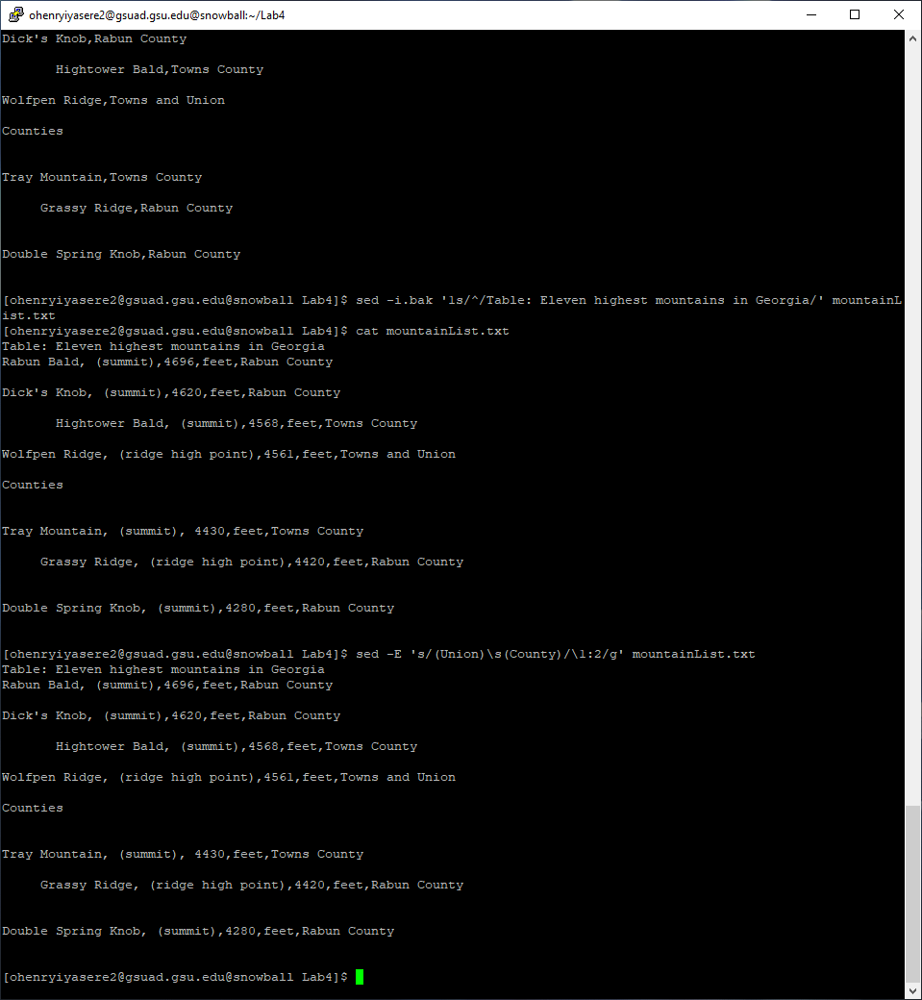 ohenryiyasere2@gsuad.gsu.edu@snowball:~/Lab4
Dick's Knob,Rabun County
Hightower Bald,Towns County
Wolfpen Ridge,Towns and Union
Counties
Tray Mountain,Towns County
Grassy Ridge,Rabun County
Double Spring Knob,Rabun County
[ohenryiyasere2@gsuad.gsu.edu@snowball Lab4]$ sed -i.bak '1s/^/Table: Eleven highest mountains in Georgia/' mountainL
ist.txt
[ohenryiyasere2@gsuad.gsu.edu@snowball Lab4]$ cat mountainList.txt
Table: Eleven highest mountains in Georgia
Rabun Bald, (summit),4696,feet,Rabun County
Dick's Knob, (summit),4620,feet,Rabun County
Hightower Bald, (summit),4568,feet,Towns County
Wolfpen Ridge, (ridge high point),4561,feet,Towns and Union
Counties
Tray Mountain, (summit), 4430,feet,Towns County
Grassy Ridge, (ridge high point),4420,feet,Rabun County
Double Spring Knob, (summit),4280,feet,Rabun County
[ohenryiyasere2@gsuad.gsu.edu@snowball Lab4]$ sed -E 's/(Union)\s(County)/\1:2/g' mountainList.txt
Table: Eleven highest mountains in Georgia
Rabun Bald, (summit),4696,feet,Rabun County
Dick's Knob, (summit),4620,feet,Rabun County
Hightower Bald, (summit),4568,feet,Towns County
Wolfpen Ridge, (ridge high point),4561,feet,Towns and Union
Counties
Tray Mountain, (summit), 4430,feet,Towns County
Grassy Ridge, (ridge high point),4420,feet,Rabun County
Double Spring Knob, (summit),4280,feet,Rabun County
[ohenryiyasere2@gsuad.gsu.edu@snowball Lab4]$